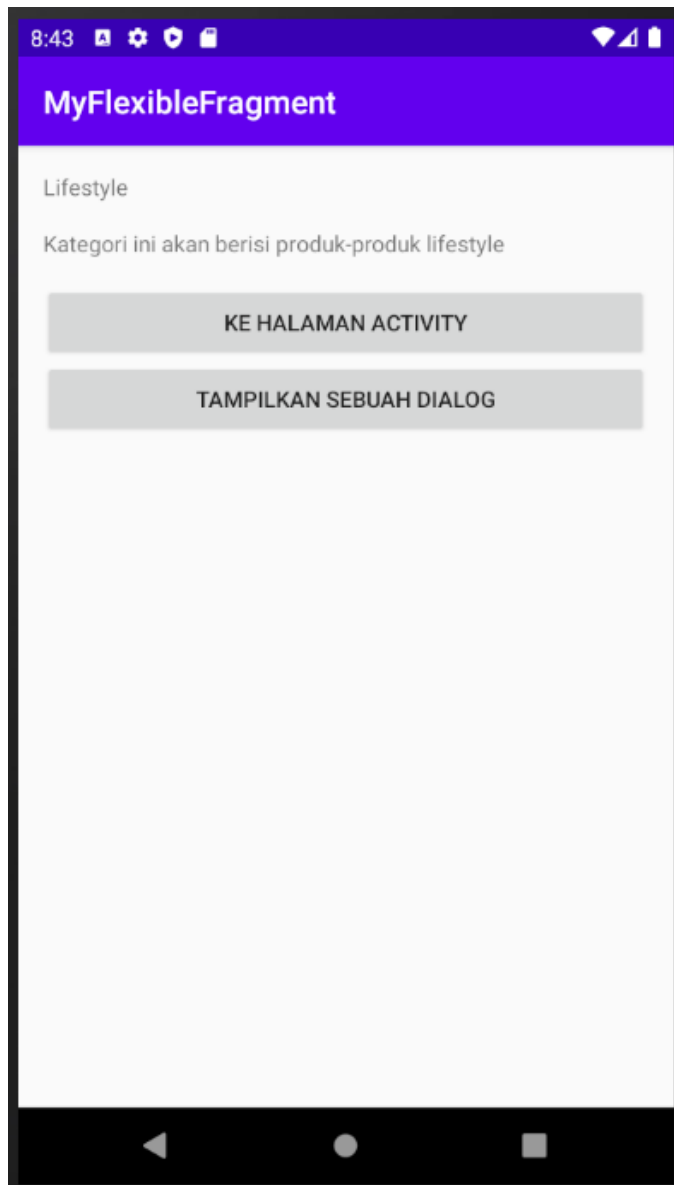 8:43
MyFlexibleFragment
Lifestyle
Kategori ini akan berisi produk-produk lifestyle
KE HALAMAN ACTIVITY
TAMPILKAN SEBUAH DIALOG